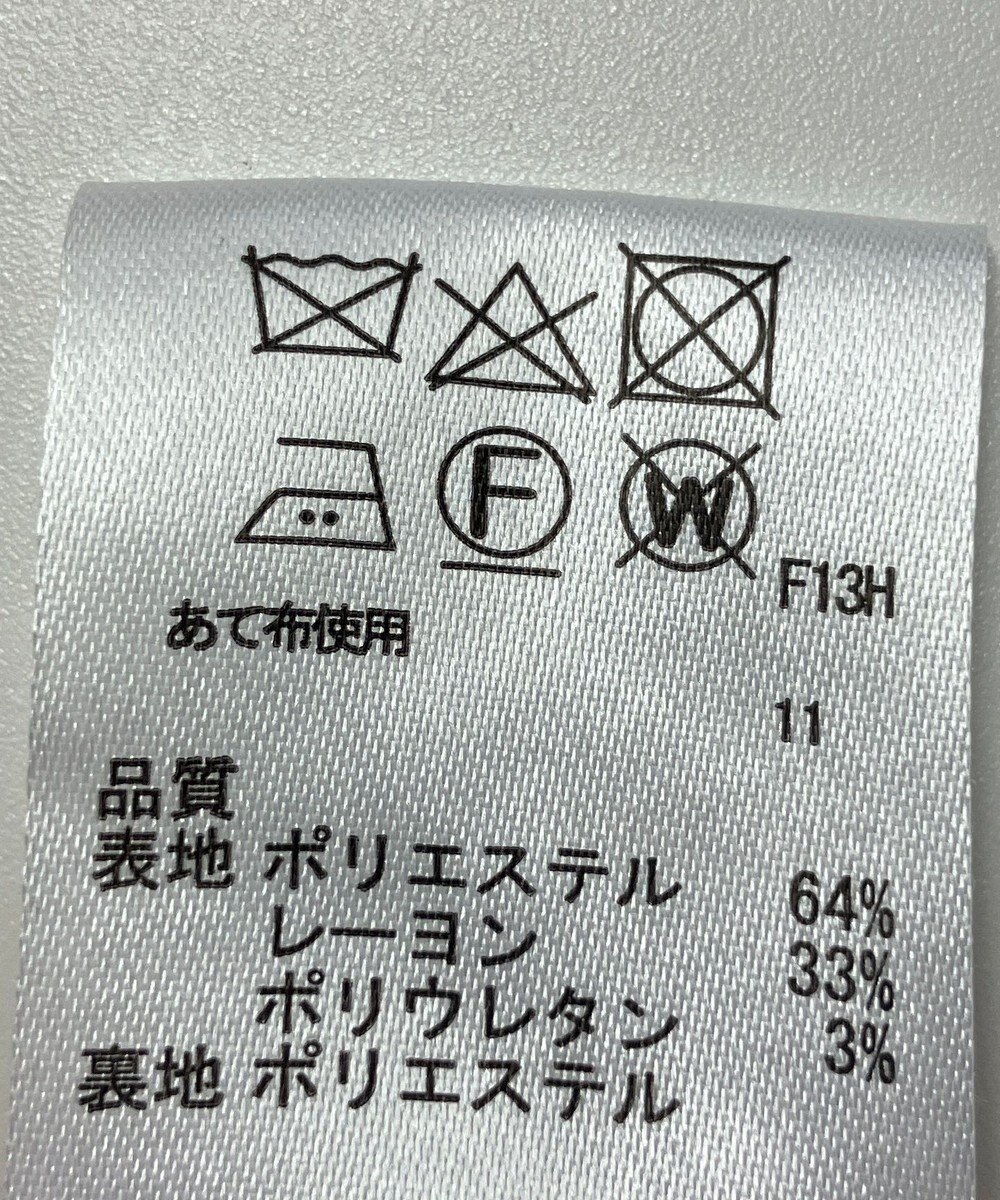 F W
F13H
あて布使用
11
品質
表地 ポリエステル 64%
レーヨン 33%
ポリウレタン 3%
裏地 ポリエステル